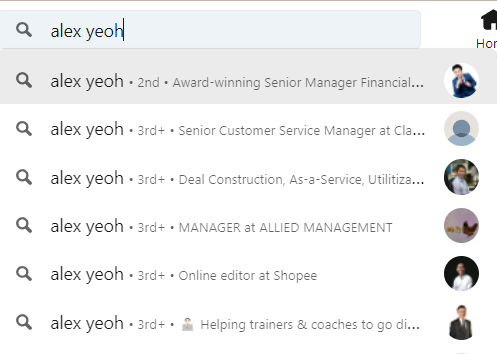 alex yeoh
Hor
alex yeoh • 2nd • Award-winning Senior Manager Financial...
alex yeoh • 3rd+ • Senior Customer Service Manager at Cla...
alex yeoh • 3rd+ • Deal Construction, As-a-Service, Utilitiza...
alex yeoh • 3rd+ • MANAGER at ALLIED MANAGEMENT
alex yeoh • 3rd+ • Online editor at Shopee
alex yeoh • 3rd+ • 👨🏻‍💻 Helping trainers & coaches to go di...